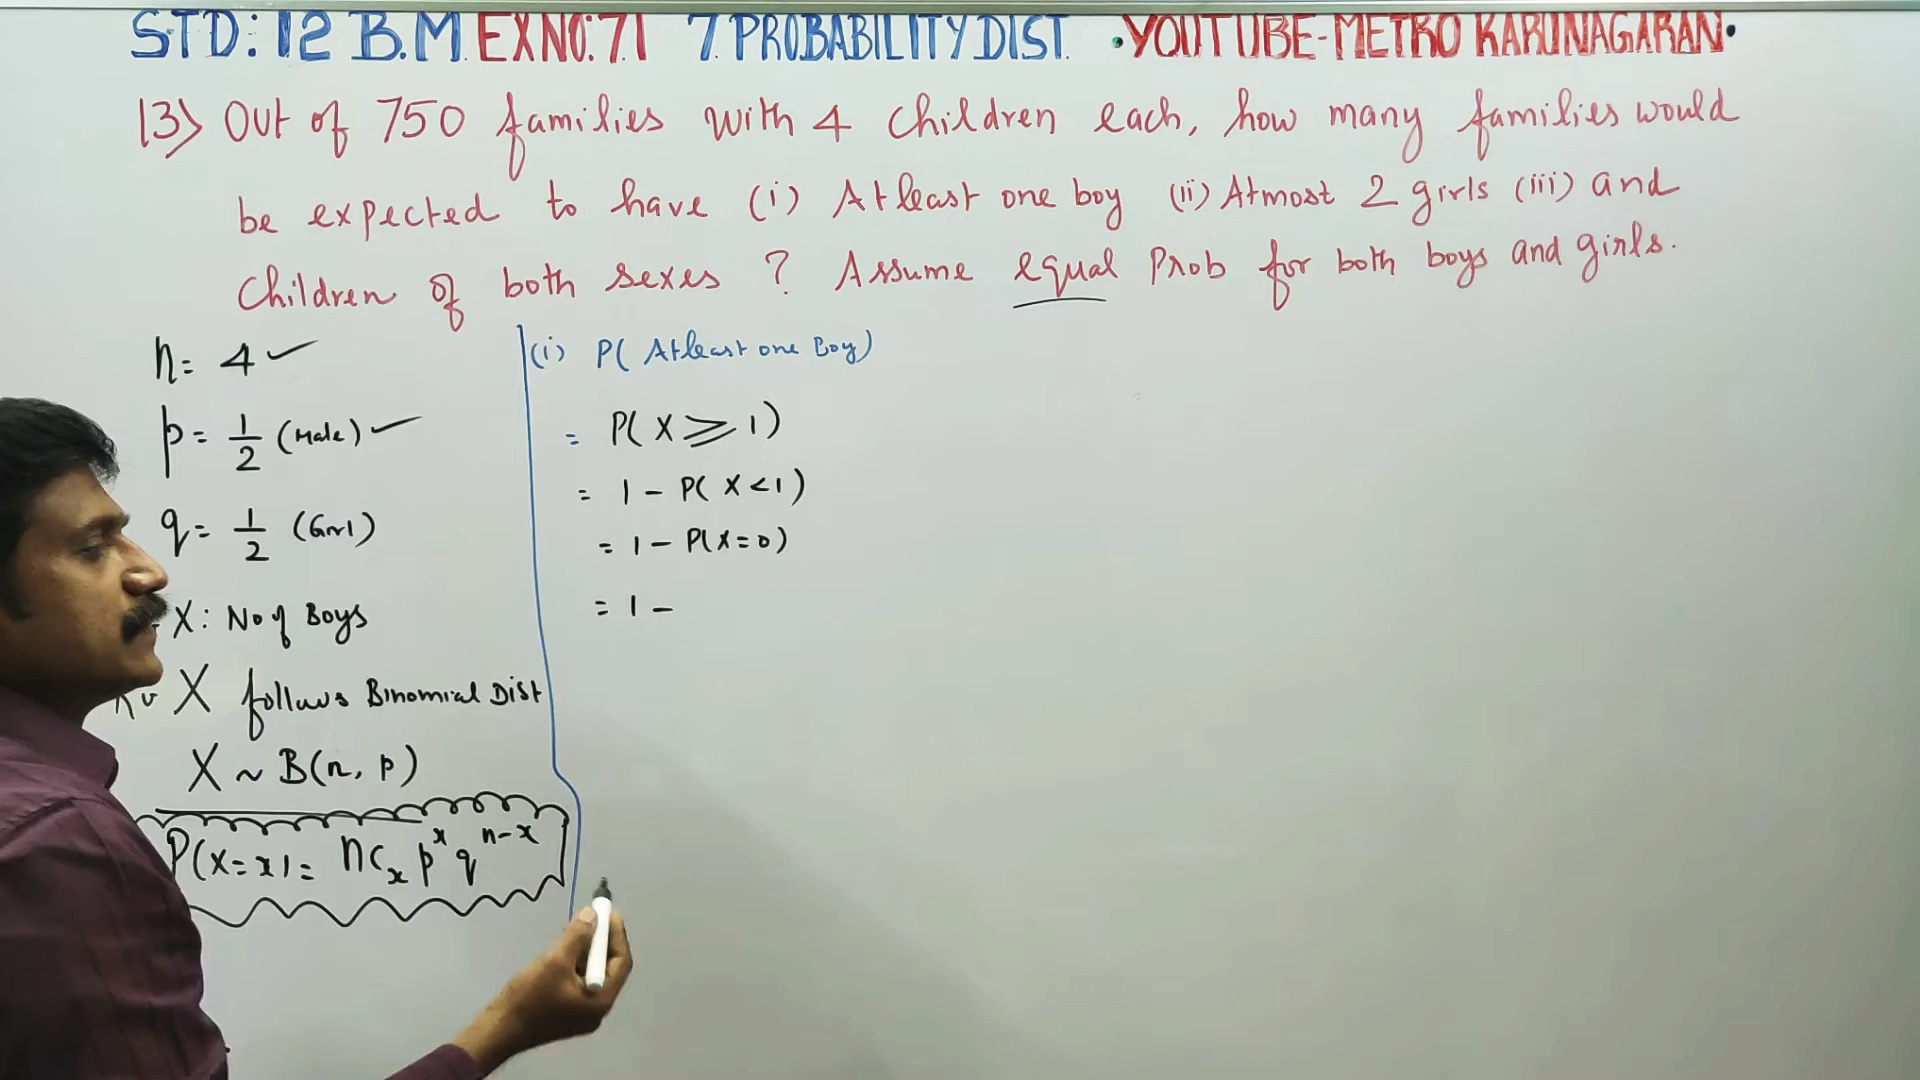 STD: 12 B.M. EX NO: 7.1 7. PROBABILITY DIST. • YOUTUBE-METRO KARUNAGARAN •
13) Out of 750 families with 4 children each, how many families would
be expected to have (i) Atleast one boy (ii) Atmost 2 girls (iii) and
children of both sexes ? Assume equal Prob for both boys and girls.
n = 4 ✓
p = 1/2 (Male) ✓
q = 1/2 (Girl)
X: No of Boys
X follows Binomial Dist
X ~ B(n, p)
P(X=x) = nCₓ pˣ qⁿ⁻ˣ
(i) P( Atleast one Boy)
= P( X ⩾ 1)
= 1 - P( X < 1)
= 1 - P(X = 0)
= 1 -